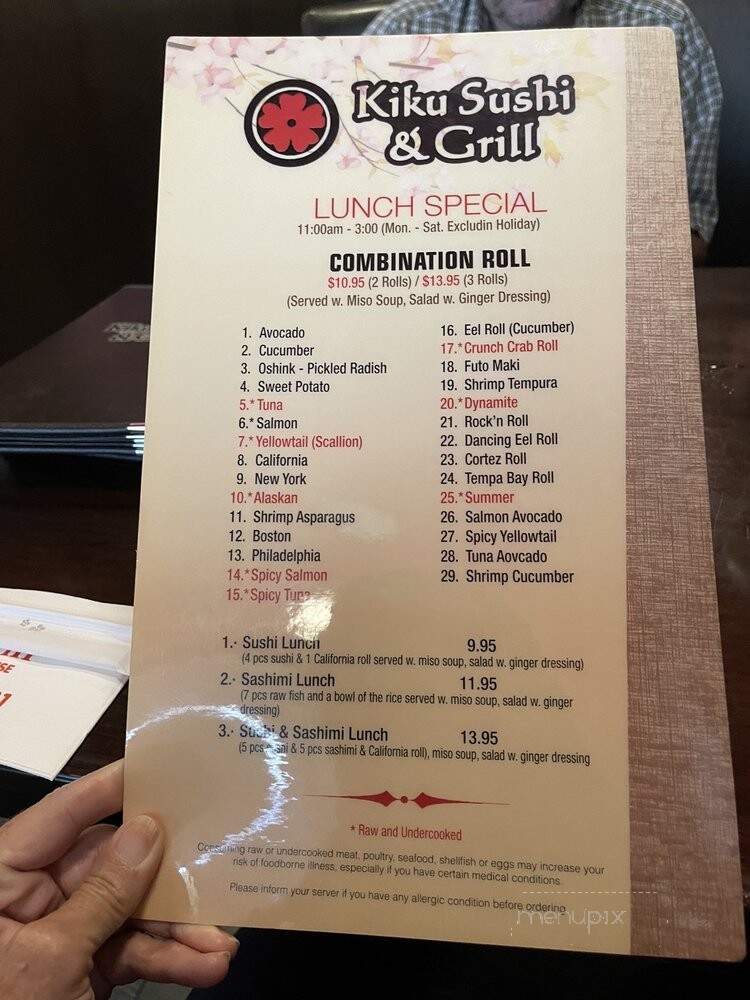 Kiku Sushi
& Grill
LUNCH SPECIAL
11:00am - 3:00 (Mon. - Sat. Excludin Holiday)
COMBINATION ROLL
$10.95 (2 Rolls) / $13.95 (3 Rolls)
(Served w. Miso Soup, Salad w. Ginger Dressing)
1. Avocado
2. Cucumber
3. Oshink - Pickled Radish
4. Sweet Potato
5.* Tuna
6.* Salmon
7.* Yellowtail (Scallion)
8. California
9. New York
10.* Alaskan
11. Shrimp Asparagus
12. Boston
13. Philadelphia
14.* Spicy Salmon
15.* Spicy Tuna
16. Eel Roll (Cucumber)
17.* Crunch Crab Roll
18. Futo Maki
19. Shrimp Tempura
20.* Dynamite
21. Rock'n Roll
22. Dancing Eel Roll
23. Cortez Roll
24. Tempa Bay Roll
25.* Summer
26. Salmon Avocado
27. Spicy Yellowtail
28. Tuna Aovcado
29. Shrimp Cucumber
1.· Sushi Lunch 9.95
(4 pcs sushi & 1 California roll served w. miso soup, salad w. ginger dressing)
2.· Sashimi Lunch 11.95
(7 pcs raw fish and a bowl of the rice served w. miso soup, salad w. ginger
dressing)
3.· Sushi & Sashimi Lunch 13.95
(5 pcs sushi & 5 pcs sashimi & California roll), miso soup, salad w. ginger dressing
* Raw and Undercooked
Consuming raw or undercooked meat, poultry, seafood, shellfish or eggs may increase your
risk of foodborne illness, especially if you have certain medical conditions.
Please inform your server if you have any allergic condition before ordering
menupix